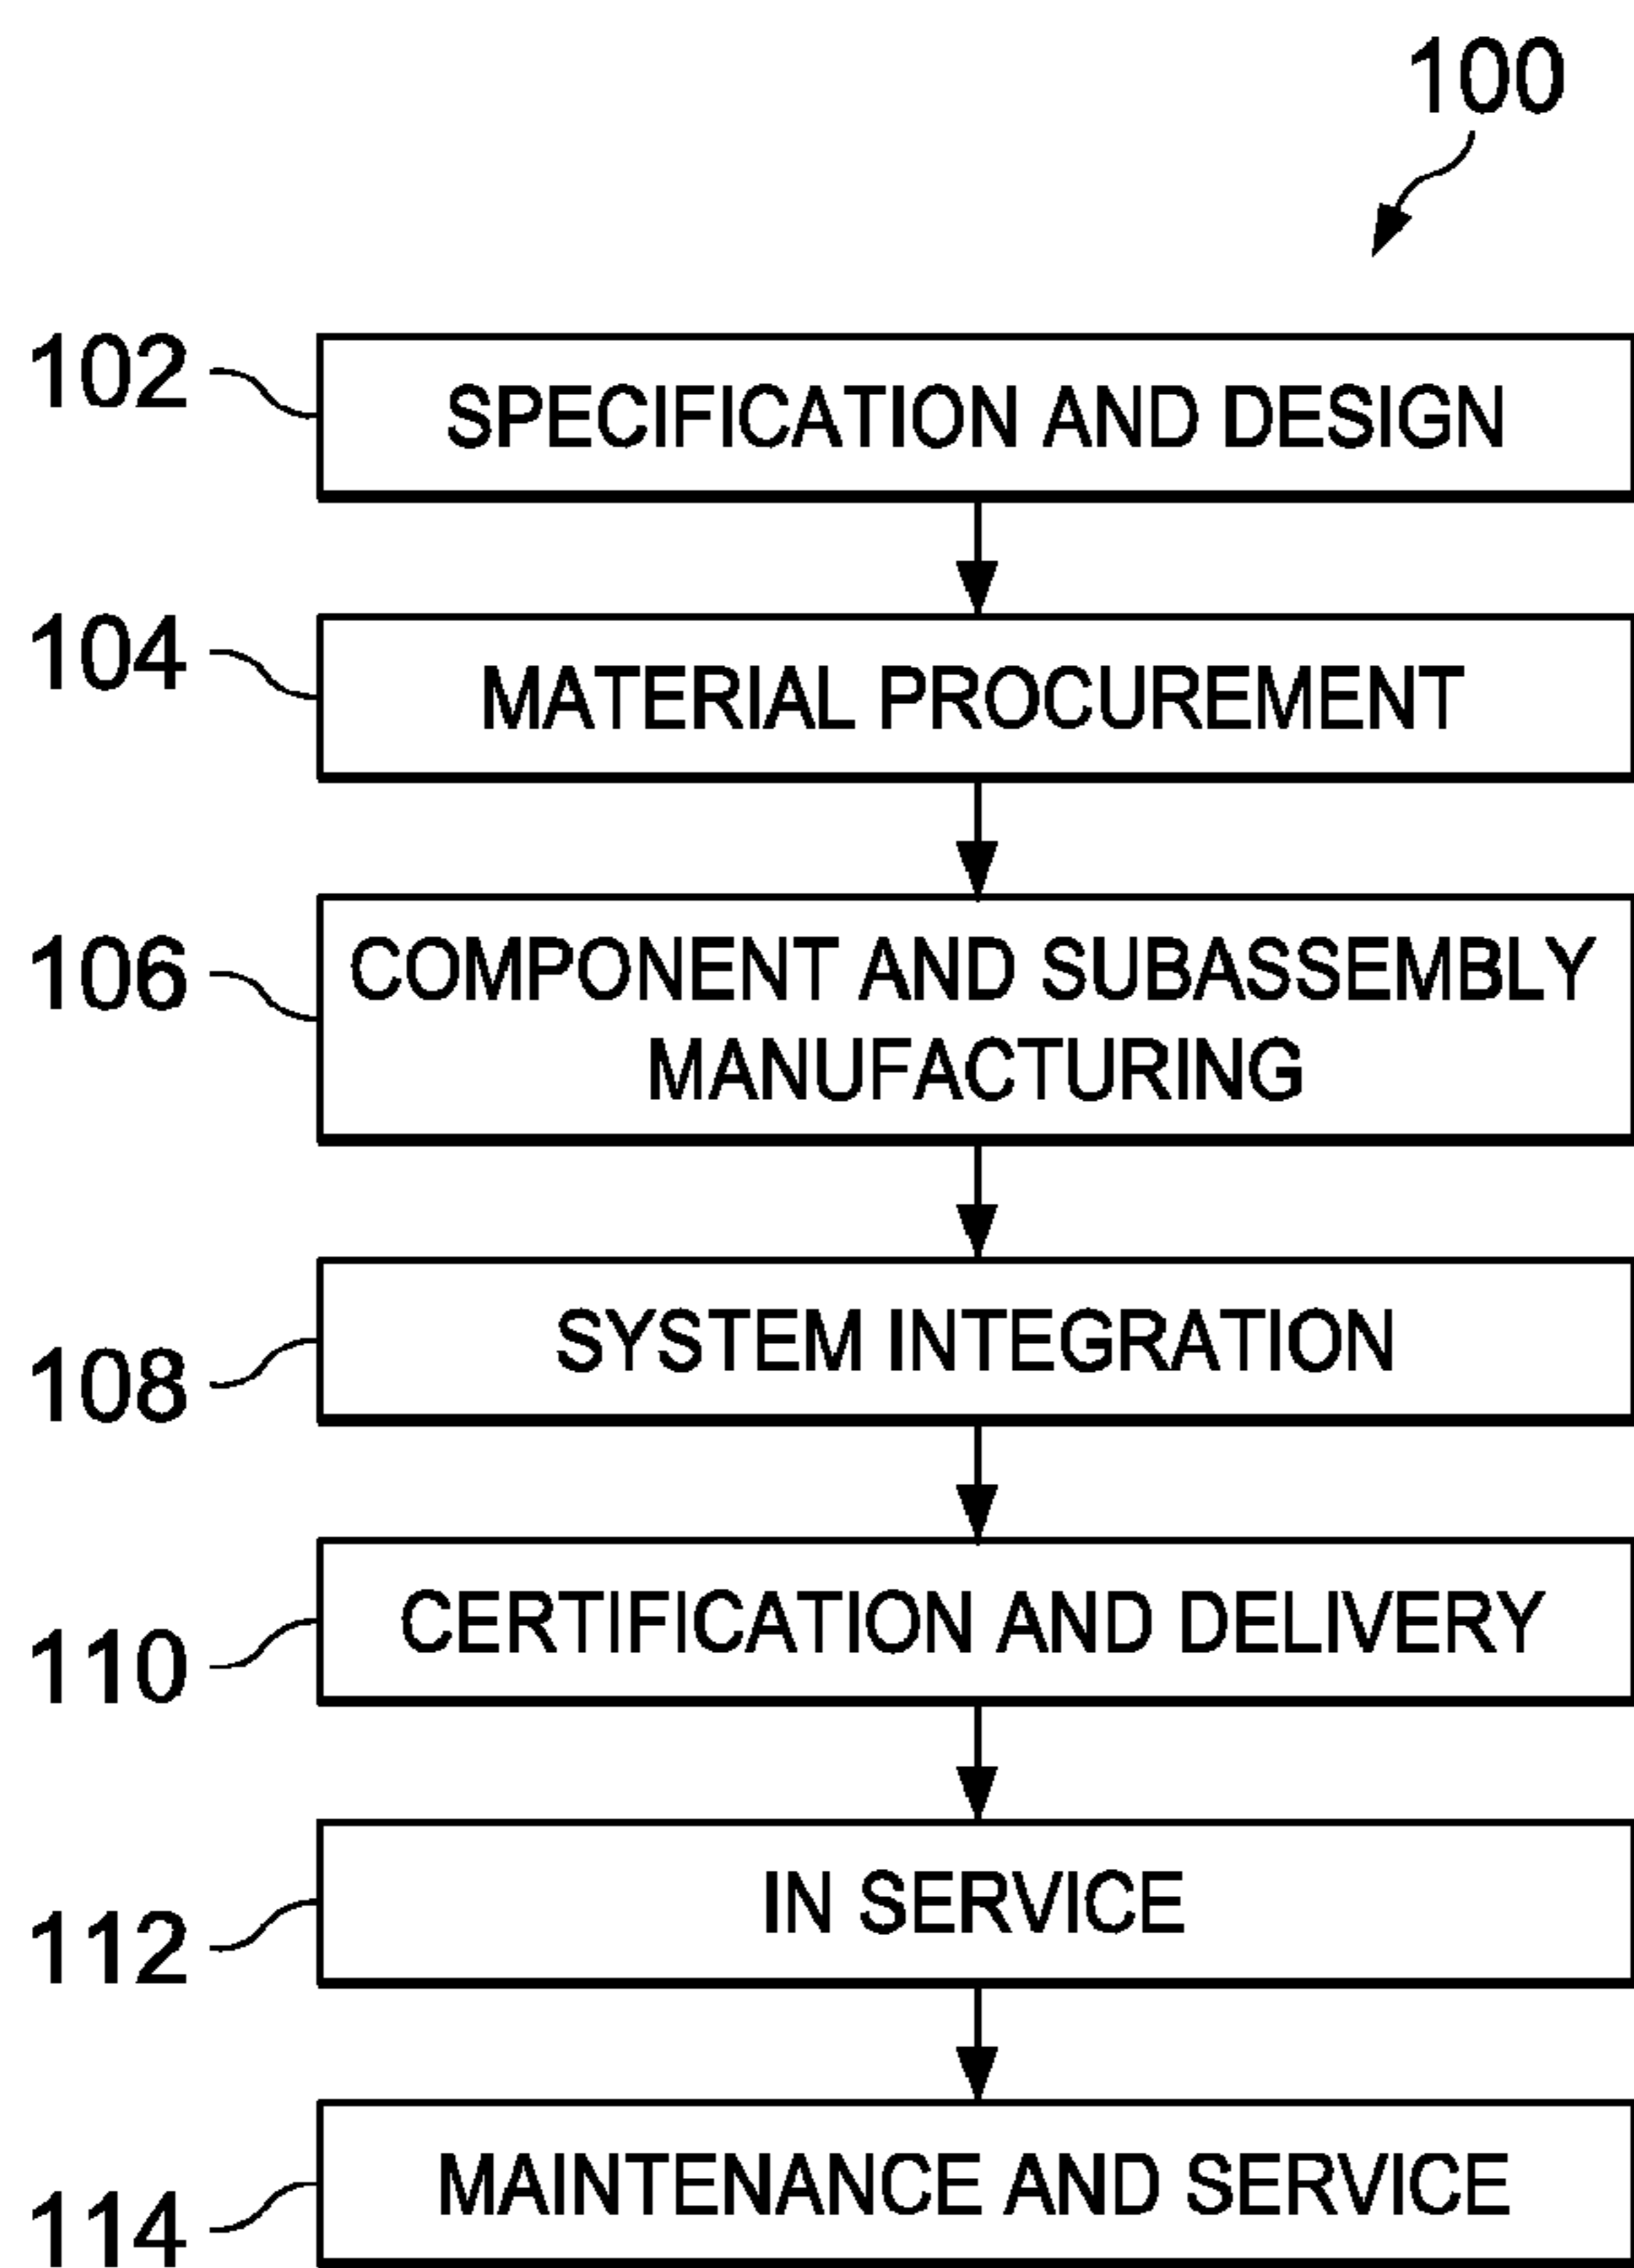 100
102 SPECIFICATION AND DESIGN
104 MATERIAL PROCUREMENT
106 COMPONENT AND SUBASSEMBLY
MANUFACTURING
108 SYSTEM INTEGRATION
110 CERTIFICATION AND DELIVERY
112 IN SERVICE
114 MAINTENANCE AND SERVICE